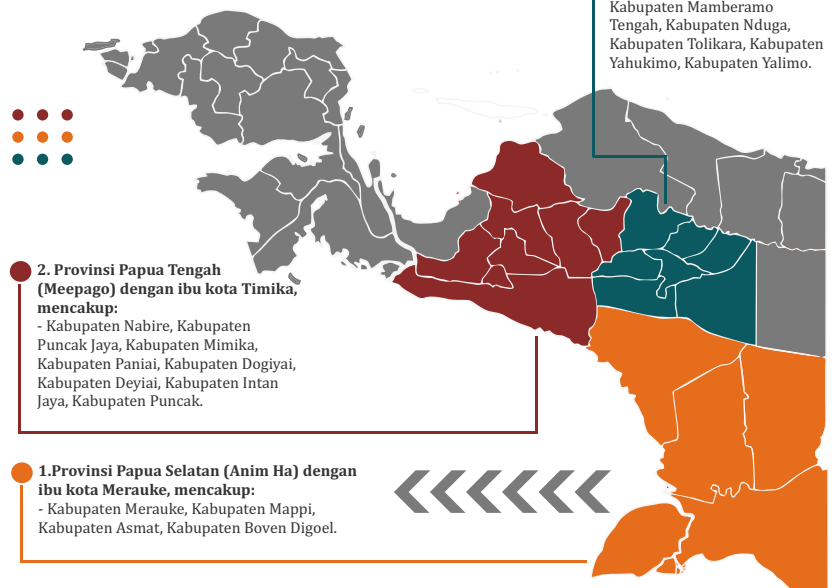 Kabupaten Mamberamo
Tengah, Kabupaten Nduga,
Kabupaten Tolikara, Kabupaten
Yahukimo, Kabupaten Yalimo.
2. Provinsi Papua Tengah
(Meepago) dengan ibu kota Timika,
mencakup:
- Kabupaten Nabire, Kabupaten
Puncak Jaya, Kabupaten Mimika,
Kabupaten Paniai, Kabupaten Dogiyai,
Kabupaten Deyiai, Kabupaten Intan
Jaya, Kabupaten Puncak.
1.Provinsi Papua Selatan (Anim Ha) dengan
ibu kota Merauke, mencakup:
- Kabupaten Merauke, Kabupaten Mappi,
Kabupaten Asmat, Kabupaten Boven Digoel.